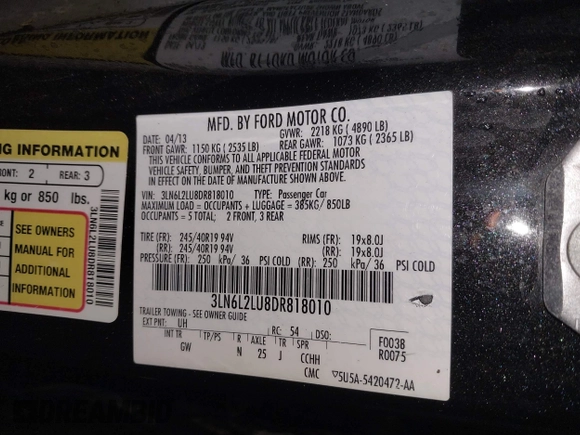 NG INFORMATION
ONT: 2 REAR: 3
kg or 850 lbs.
SEE OWNERS
MANUAL FOR
ADDITIONAL
INFORMATION
3LN6L2LU8DR818010
MFD. BY FORD MOTOR CO.
DATE: 04/13 GVWR: 2218 KG (4890 LB)
FRONT GAWR: 1150 KG (2535 LB) REAR GAWR: 1073 KG (2365 LB)
THIS VEHICLE CONFORMS TO ALL APPLICABLE FEDERAL MOTOR
VEHICLE SAFETY, BUMPER, AND THEFT PREVENTION STANDARDS
IN EFFECT ON THE DATE OF MANUFACTURE SHOWN ABOVE.
VIN: 3LN6L2LU8DR818010 TYPE: Passenger Car
MAXIMUM LOAD = OCCUPANTS + LUGGAGE = 385KG/850LB
OCCUPANTS = 5 TOTAL; 2 FRONT, 3 REAR
TIRE (FR): 245/40R19 94V RIMS (FR): 19x8.0J
(RR): 245/40R19 94V (RR): 19x8.0J
PRESSURE (FR): 250 kPa/ 36 PSI COLD (RR): 250 kPa/ 36 PSI COLD
3LN6L2LU8DR818010
TRAILER TOWING - SEE OWNER GUIDE
EXT PNT: UH RC: 54 DSO: F003B
INT TR TP/PS R AXLE TR SPR R0075
GW N 25 J CCHH
CMC 5U5A-5420472-AA
DREAMBID